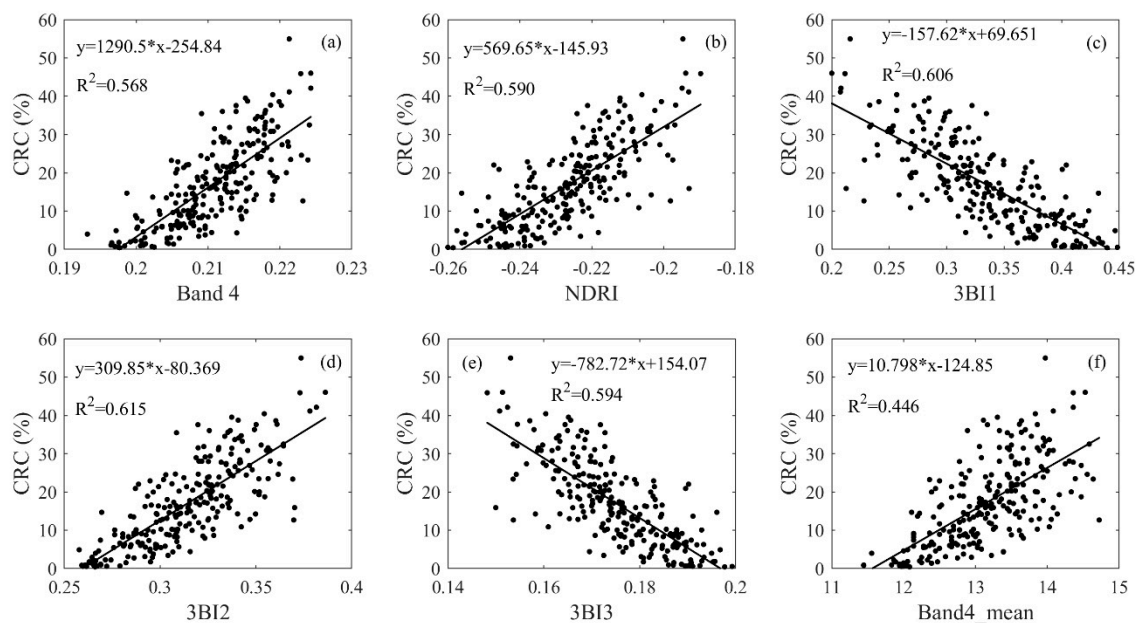 60
50
40
30
20
10
0
CRC (%)
y=1290.5*x-254.84
(a)
R²=0.568
0.19 0.2 0.21 0.22 0.23
Band 4
60
50
40
30
20
10
0
CRC (%)
y=569.65*x-145.93
(b)
R²=0.590
-0.26 -0.24 -0.22 -0.2 -0.18
NDRI
60
50
40
30
20
10
0
CRC (%)
y=-157.62*x+69.651
(c)
R²=0.606
0.2 0.25 0.3 0.35 0.4 0.45
3BI1
60
50
40
30
20
10
0
CRC (%)
y=309.85*x-80.369
(d)
R²=0.615
0.25 0.3 0.35 0.4
3BI2
60
50
40
30
20
10
0
CRC (%)
(e)
y=-782.72*x+154.07
R²=0.594
0.14 0.16 0.18 0.2
3BI3
60
50
40
30
20
10
0
CRC (%)
y=10.798*x-124.85
(f)
R²=0.446
11 12 13 14 15
Band4_mean